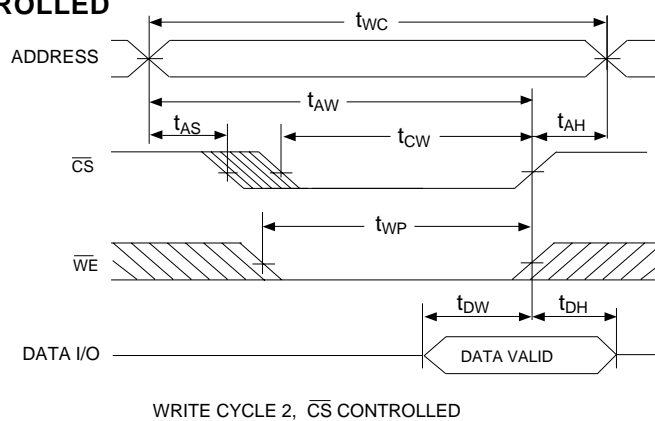 ROLLED
tWC
ADDRESS
tAW
tAS
tCW
tAH
CS
tWP
WE
tDW
tDH
DATA I/O
DATA VALID
WRITE CYCLE 2, CS CONTROLLED